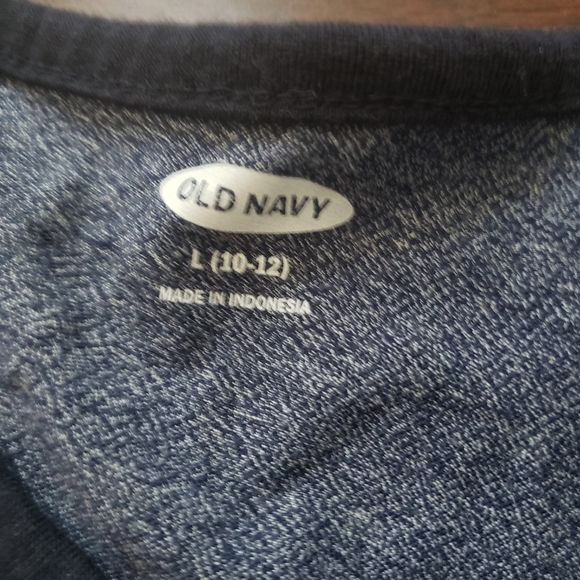 OLD NAVY
L (10-12)
MADE IN INDONESIA